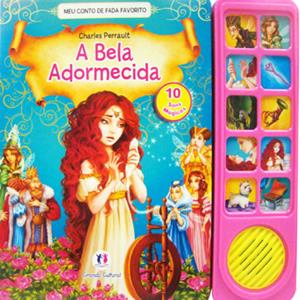 MEU CONTO DE FADA FAVORITO
Charles Perrault
A Bela
Adormecida
10
Sons
Mágicos
Ciranda Cultural